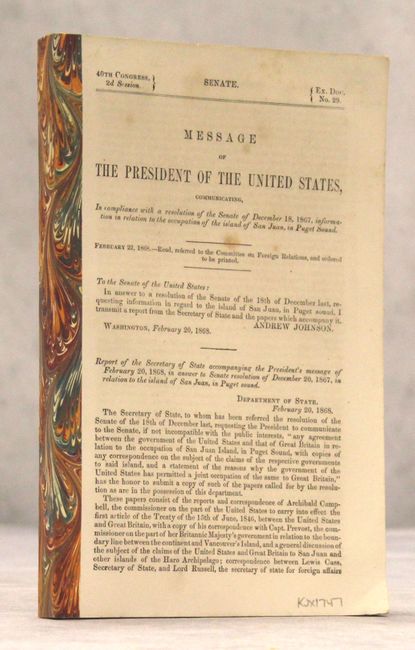 40TH CONGRESS, } SENATE. { EX. DOC.
2d Session. } { No. 29.
MESSAGE
OF
THE PRESIDENT OF THE UNITED STATES,
COMMUNICATING,
In compliance with a resolution of the Senate of December 18, 1867, informa-
tion in relation to the occupation of the island of San Juan, in Puget Sound.
FEBRUARY 22, 1868.—Read, referred to the Committee on Foreign Relations, and ordered
to be printed.
To the Senate of the United States:
In answer to a resolution of the Senate of the 18th of December last, re-
questing information in regard to the island of San Juan, in Puget sound, I
transmit a report from the Secretary of State and the papers which accompany it.
ANDREW JOHNSON.
WASHINGTON, February 20, 1868.
Report of the Secretary of State accompanying the President's message of
February 20, 1868, in answer to Senate resolution of December 20, 1867, in
relation to the island of San Juan, in Puget sound.
DEPARTMENT OF STATE,
February 20, 1868.
The Secretary of State, to whom has been referred the resolution of the
Senate of the 18th of December last, requesting the President to communicate
to the Senate, if not incompatible with the public interests, "any agreement
between the government of the United States and that of Great Britain in re-
lation to the occupation of San Juan Island, in Puget Sound, with copies of
any correspondence on the subject of the claims of the respective governments
to said island, and a statement of the reasons why the government of the
United States has permitted a joint occupation of the same to Great Britain,"
has the honor to submit a copy of such of the papers called for by the resolu-
tion as are in the possession of this department.
These papers consist of the reports and correspondence of Archibald Camp-
bell, the commissioner on the part of the United States to carry into effect the
first article of the Treaty of the 15th of June, 1846, between the United States
and Great Britain, with a copy of his correspondence with Capt. Prevost, the com-
missioner on the part of her Britannic Majesty's government in relation to the boun-
dary line between the continent and Vancouver's Island, and a general discussion of
the subject of the claims of the United States and Great Britain to San Juan and
other islands of the Haro Archipelago; correspondence between Lewis Cass,
Secretary of State, and Lord Russell, the secretary of state for foreign affairs
KJX1747